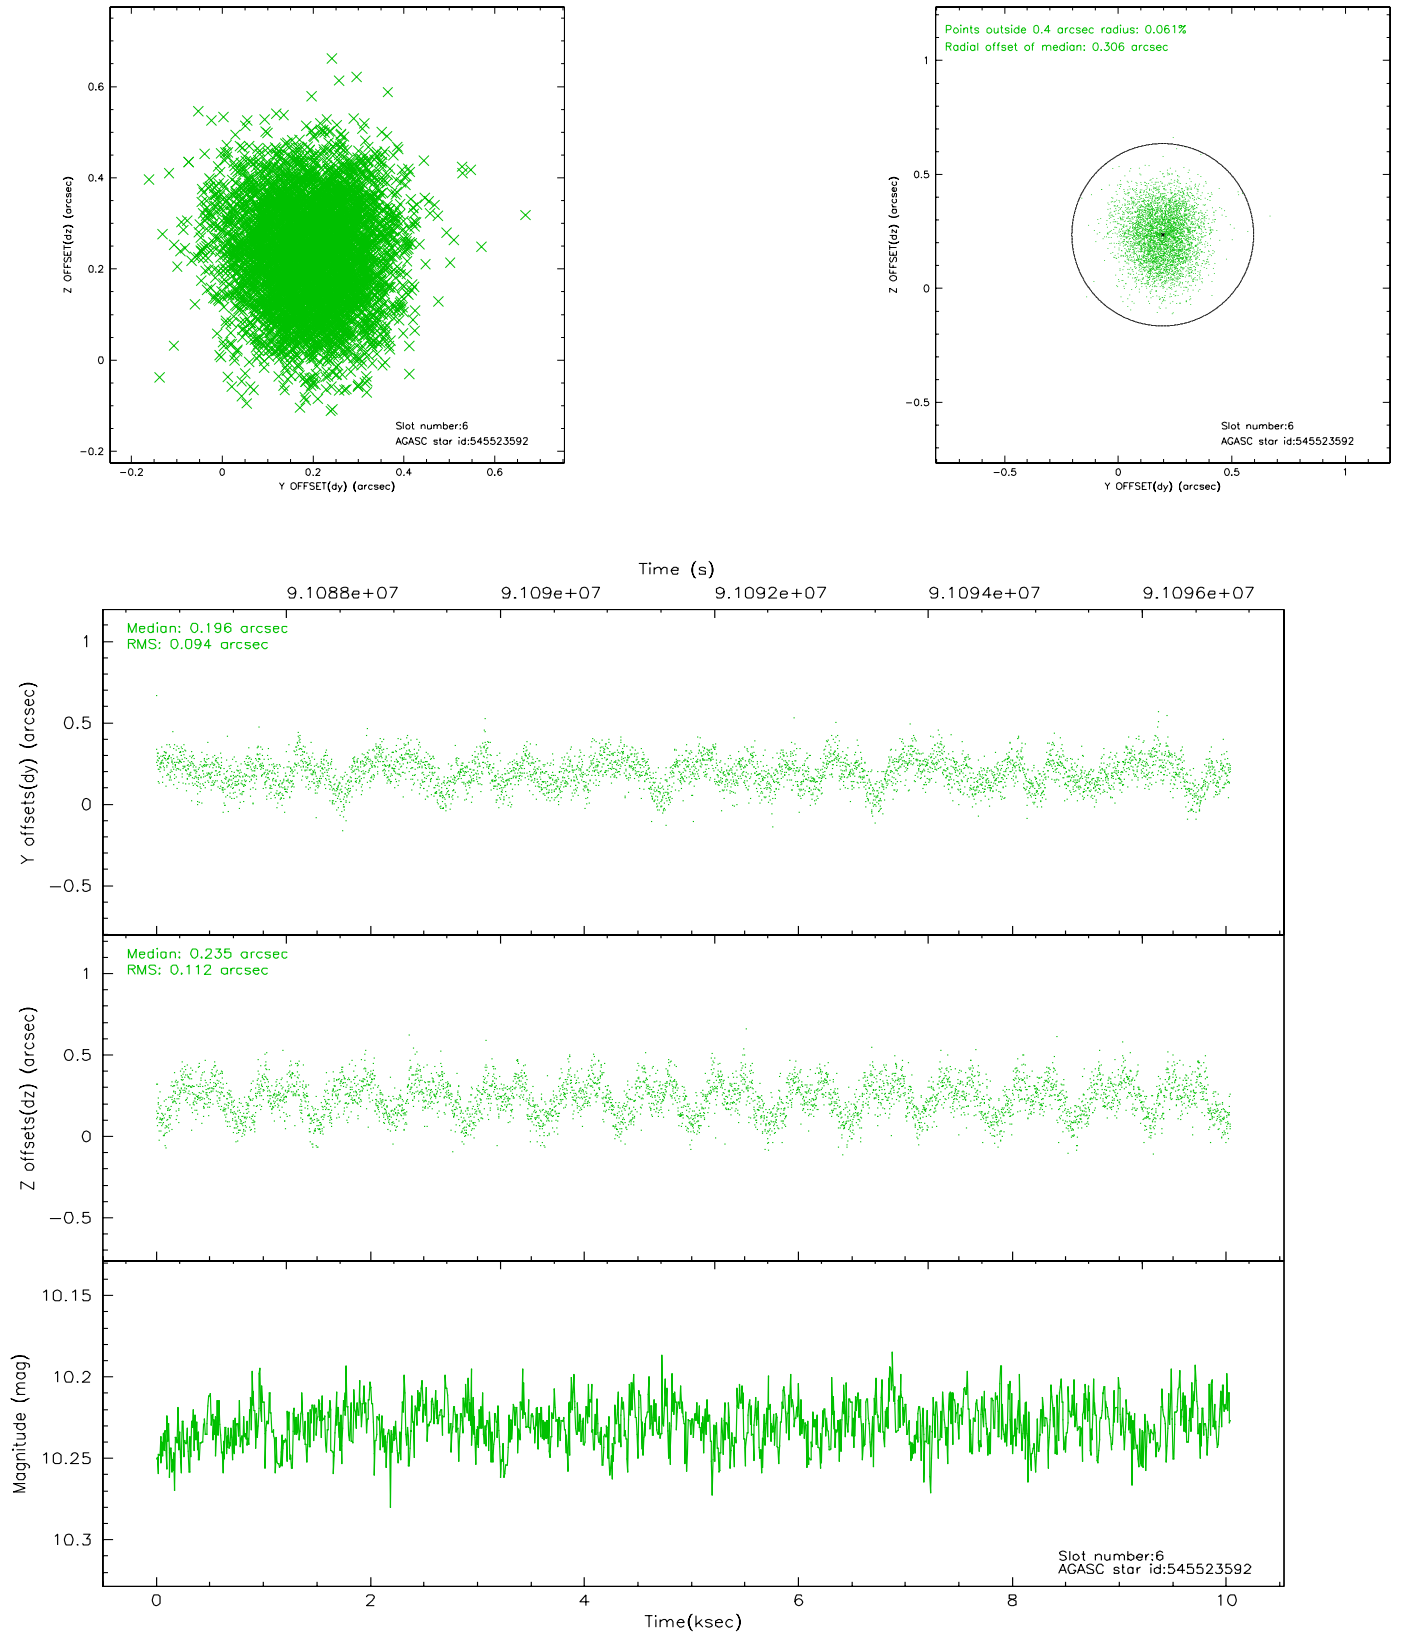 0.6
0.4
0.2
0
−0.2
Z OFFSET(dz) (arcsec)
−0.2 0 0.2 0.4 0.6
Y OFFSET(dy) (arcsec)
Slot number:6
AGASC star id:545523592
Points outside 0.4 arcsec radius: 0.061%
Radial offset of median: 0.306 arcsec
1
0.5
0
−0.5
Z OFFSET(dz) (arcsec)
−0.5 0 0.5 1
Y OFFSET(dy) (arcsec)
Slot number:6
AGASC star id:545523592
Time (s)
9.1088e+07 9.109e+07 9.1092e+07 9.1094e+07 9.1096e+07
Median: 0.196 arcsec
RMS: 0.094 arcsec
1
0.5
0
−0.5
Y offsets(dy) (arcsec)
Median: 0.235 arcsec
RMS: 0.112 arcsec
1
0.5
0
−0.5
Z offsets(dz) (arcsec)
10.15
10.2
10.25
10.3
Magnitude (mag)
Slot number:6
AGASC star id:545523592
0 2 4 6 8 10
Time(ksec)